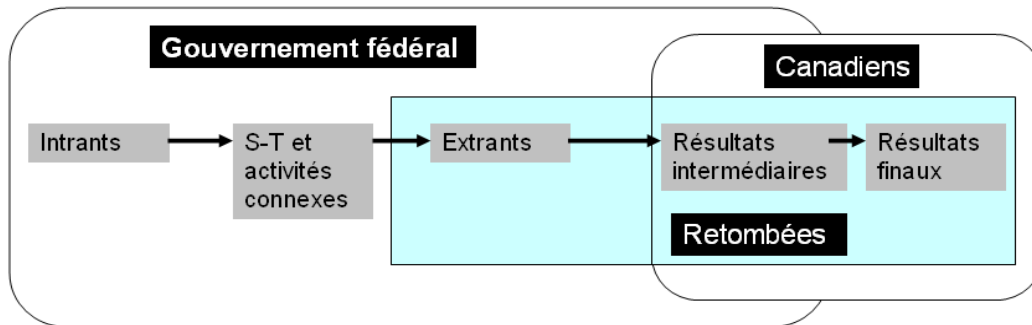 Gouvernement fédéral
Canadiens
Intrants
S-T et
activités
connexes
Extrants
Résultats
intermédiaires
Résultats
finaux
Retombées